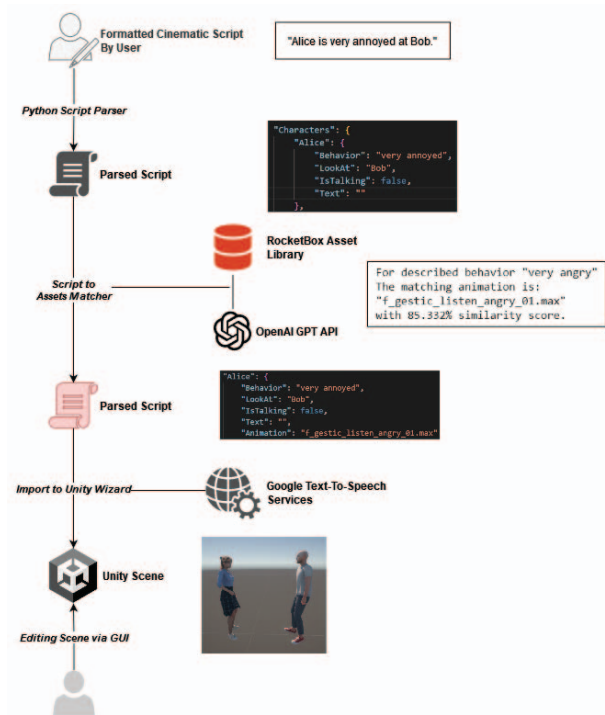 Formatted Cinematic Script
By User
"Alice is very annoyed at Bob."
Python Script Parser
Parsed Script
"Characters": {
"Alice": {
"Behavior": "very annoyed",
"LookAt": "Bob",
"IsTalking": false,
"Text": ""
},
RocketBox Asset
Library
Script to
Assets Matcher
OpenAI GPT API
For described behavior "very angry"
The matching animation is:
"f_gestic_listen_angry_01.max"
with 85.332% similarity score.
Parsed Script
"Alice": {
"Behavior": "very annoyed",
"LookAt": "Bob",
"IsTalking": false,
"Text": "",
"Animation": "f_gestic_listen_angry_01.max"
Import to Unity Wizard
Google Text-To-Speech
Services
Unity Scene
Editing Scene via GUI